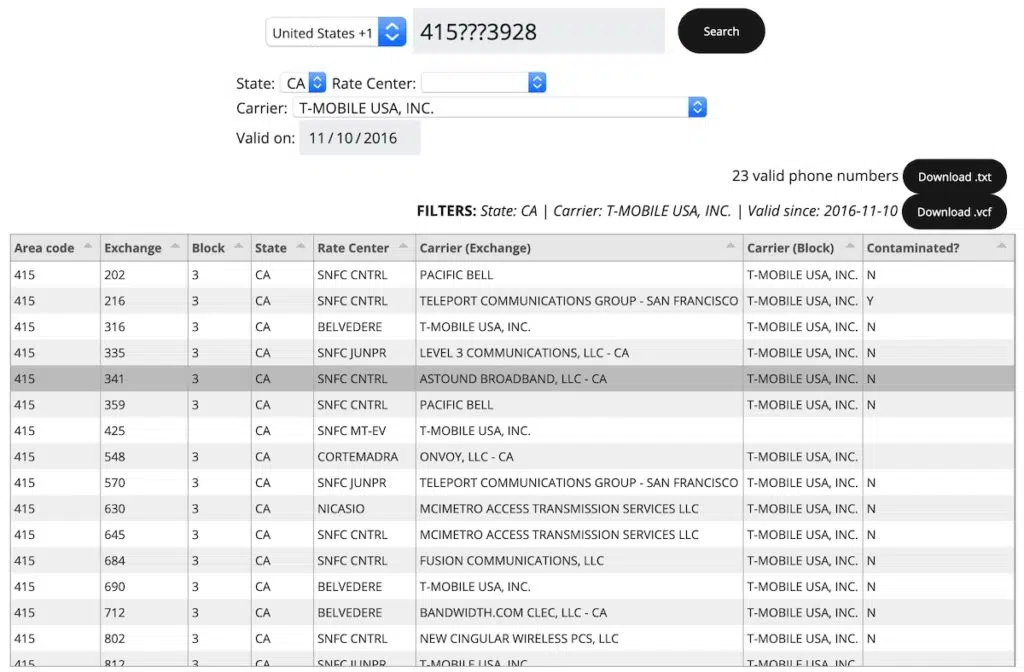 United States +1 415???3928 Search
State: CA Rate Center:
Carrier: T-MOBILE USA, INC.
Valid on: 11 / 10 / 2016
23 valid phone numbers Download .txt
FILTERS: State: CA | Carrier: T-MOBILE USA, INC. | Valid since: 2016-11-10 Download .vcf
Area code Exchange Block State Rate Center Carrier (Exchange) Carrier (Block) Contaminated?
415 202 3 CA SNFC CNTRL PACIFIC BELL T-MOBILE USA, INC. N
415 216 3 CA SNFC CNTRL TELEPORT COMMUNICATIONS GROUP - SAN FRANCISCO T-MOBILE USA, INC. Y
415 316 3 CA BELVEDERE T-MOBILE USA, INC. T-MOBILE USA, INC. N
415 335 3 CA SNFC JUNPR LEVEL 3 COMMUNICATIONS, LLC - CA T-MOBILE USA, INC. N
415 341 3 CA SNFC CNTRL ASTOUND BROADBAND, LLC - CA T-MOBILE USA, INC. N
415 359 3 CA SNFC CNTRL PACIFIC BELL T-MOBILE USA, INC. N
415 425 CA SNFC MT-EV T-MOBILE USA, INC.
415 548 3 CA CORTEMADRA ONVOY, LLC - CA T-MOBILE USA, INC.
415 570 3 CA SNFC JUNPR TELEPORT COMMUNICATIONS GROUP - SAN FRANCISCO T-MOBILE USA, INC. N
415 630 3 CA NICASIO MCIMETRO ACCESS TRANSMISSION SERVICES LLC T-MOBILE USA, INC. N
415 645 3 CA SNFC CNTRL MCIMETRO ACCESS TRANSMISSION SERVICES LLC T-MOBILE USA, INC. N
415 684 3 CA SNFC CNTRL FUSION COMMUNICATIONS, LLC T-MOBILE USA, INC. N
415 690 3 CA BELVEDERE T-MOBILE USA, INC. T-MOBILE USA, INC. N
415 712 3 CA BELVEDERE BANDWIDTH.COM CLEC, LLC - CA T-MOBILE USA, INC. N
415 802 3 CA SNFC CNTRL NEW CINGULAR WIRELESS PCS, LLC T-MOBILE USA, INC. N
415 812 3 CA SNFC JUNPR T-MOBILE USA, INC. T-MOBILE USA, INC. N